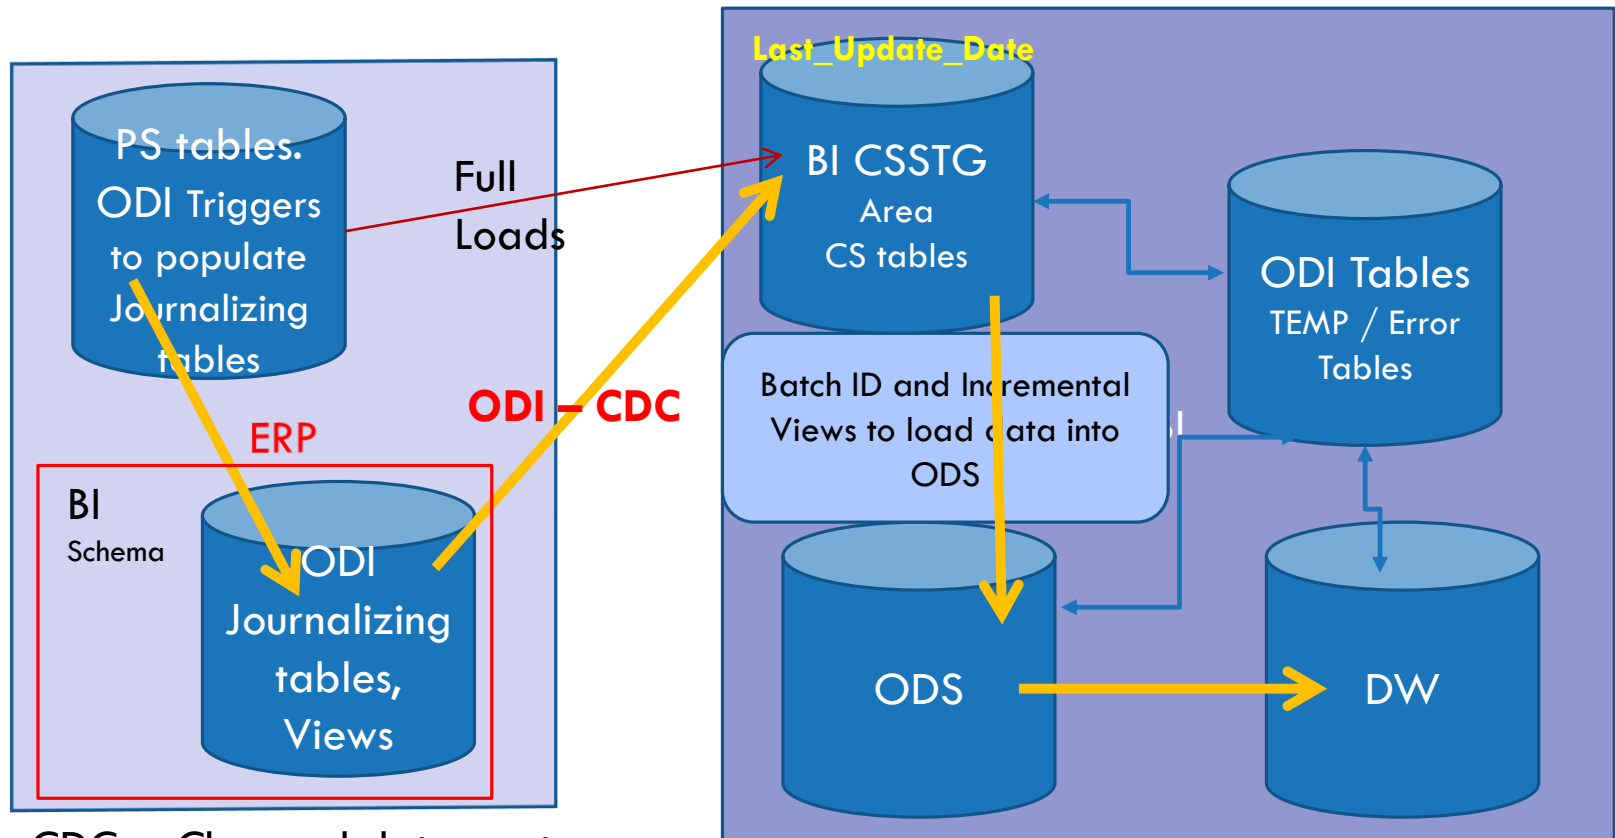 PS tables.
ODI Triggers
to populate
Journalizing
tables
Full
Loads
ERP
BI
Schema
ODI
Journalizing
tables,
Views
ODI – CDC
Last_Update_Date
BI CSSTG
Area
CS tables
ODI Tables
TEMP / Error
Tables
Batch ID and Incremental
Views to load data into
ODS
ODS
DW